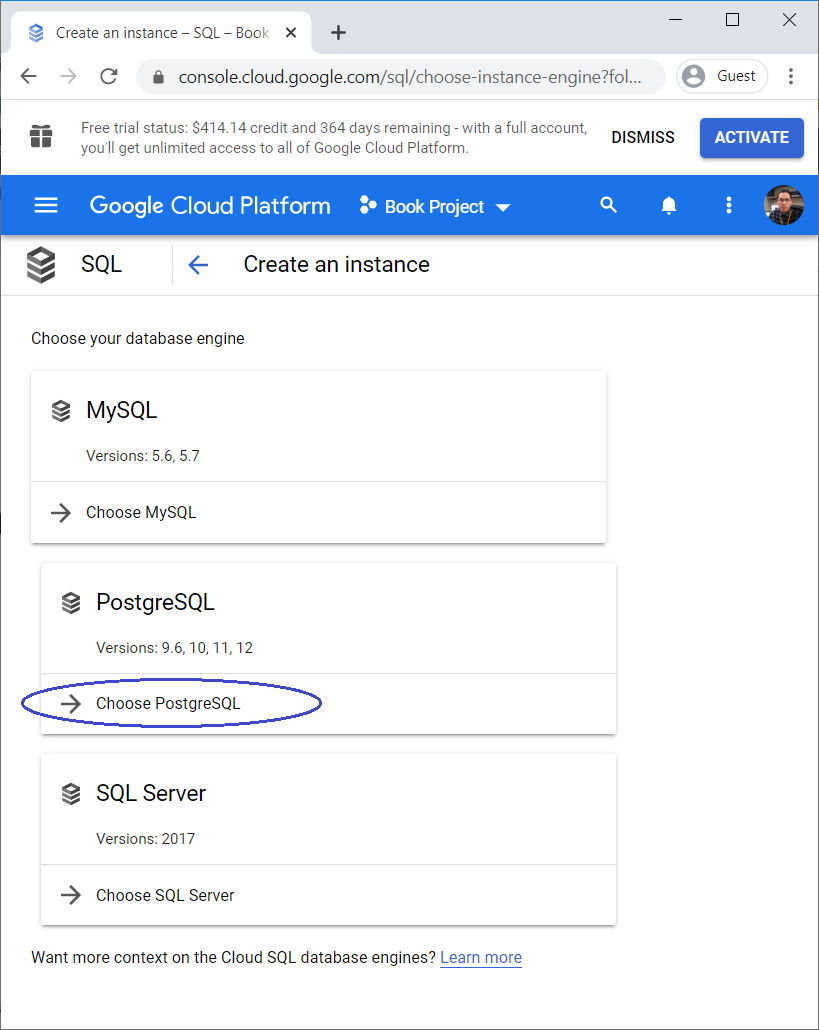 Create an instance – SQL – Book
console.cloud.google.com/sql/choose-instance-engine?fol...
Guest
Free trial status: $414.14 credit and 364 days remaining - with a full account,
you'll get unlimited access to all of Google Cloud Platform.
DISMISS
ACTIVATE
Google Cloud Platform
Book Project
SQL
Create an instance
Choose your database engine
MySQL
Versions: 5.6, 5.7
Choose MySQL
PostgreSQL
Versions: 9.6, 10, 11, 12
Choose PostgreSQL
SQL Server
Versions: 2017
Choose SQL Server
Want more context on the Cloud SQL database engines? Learn more